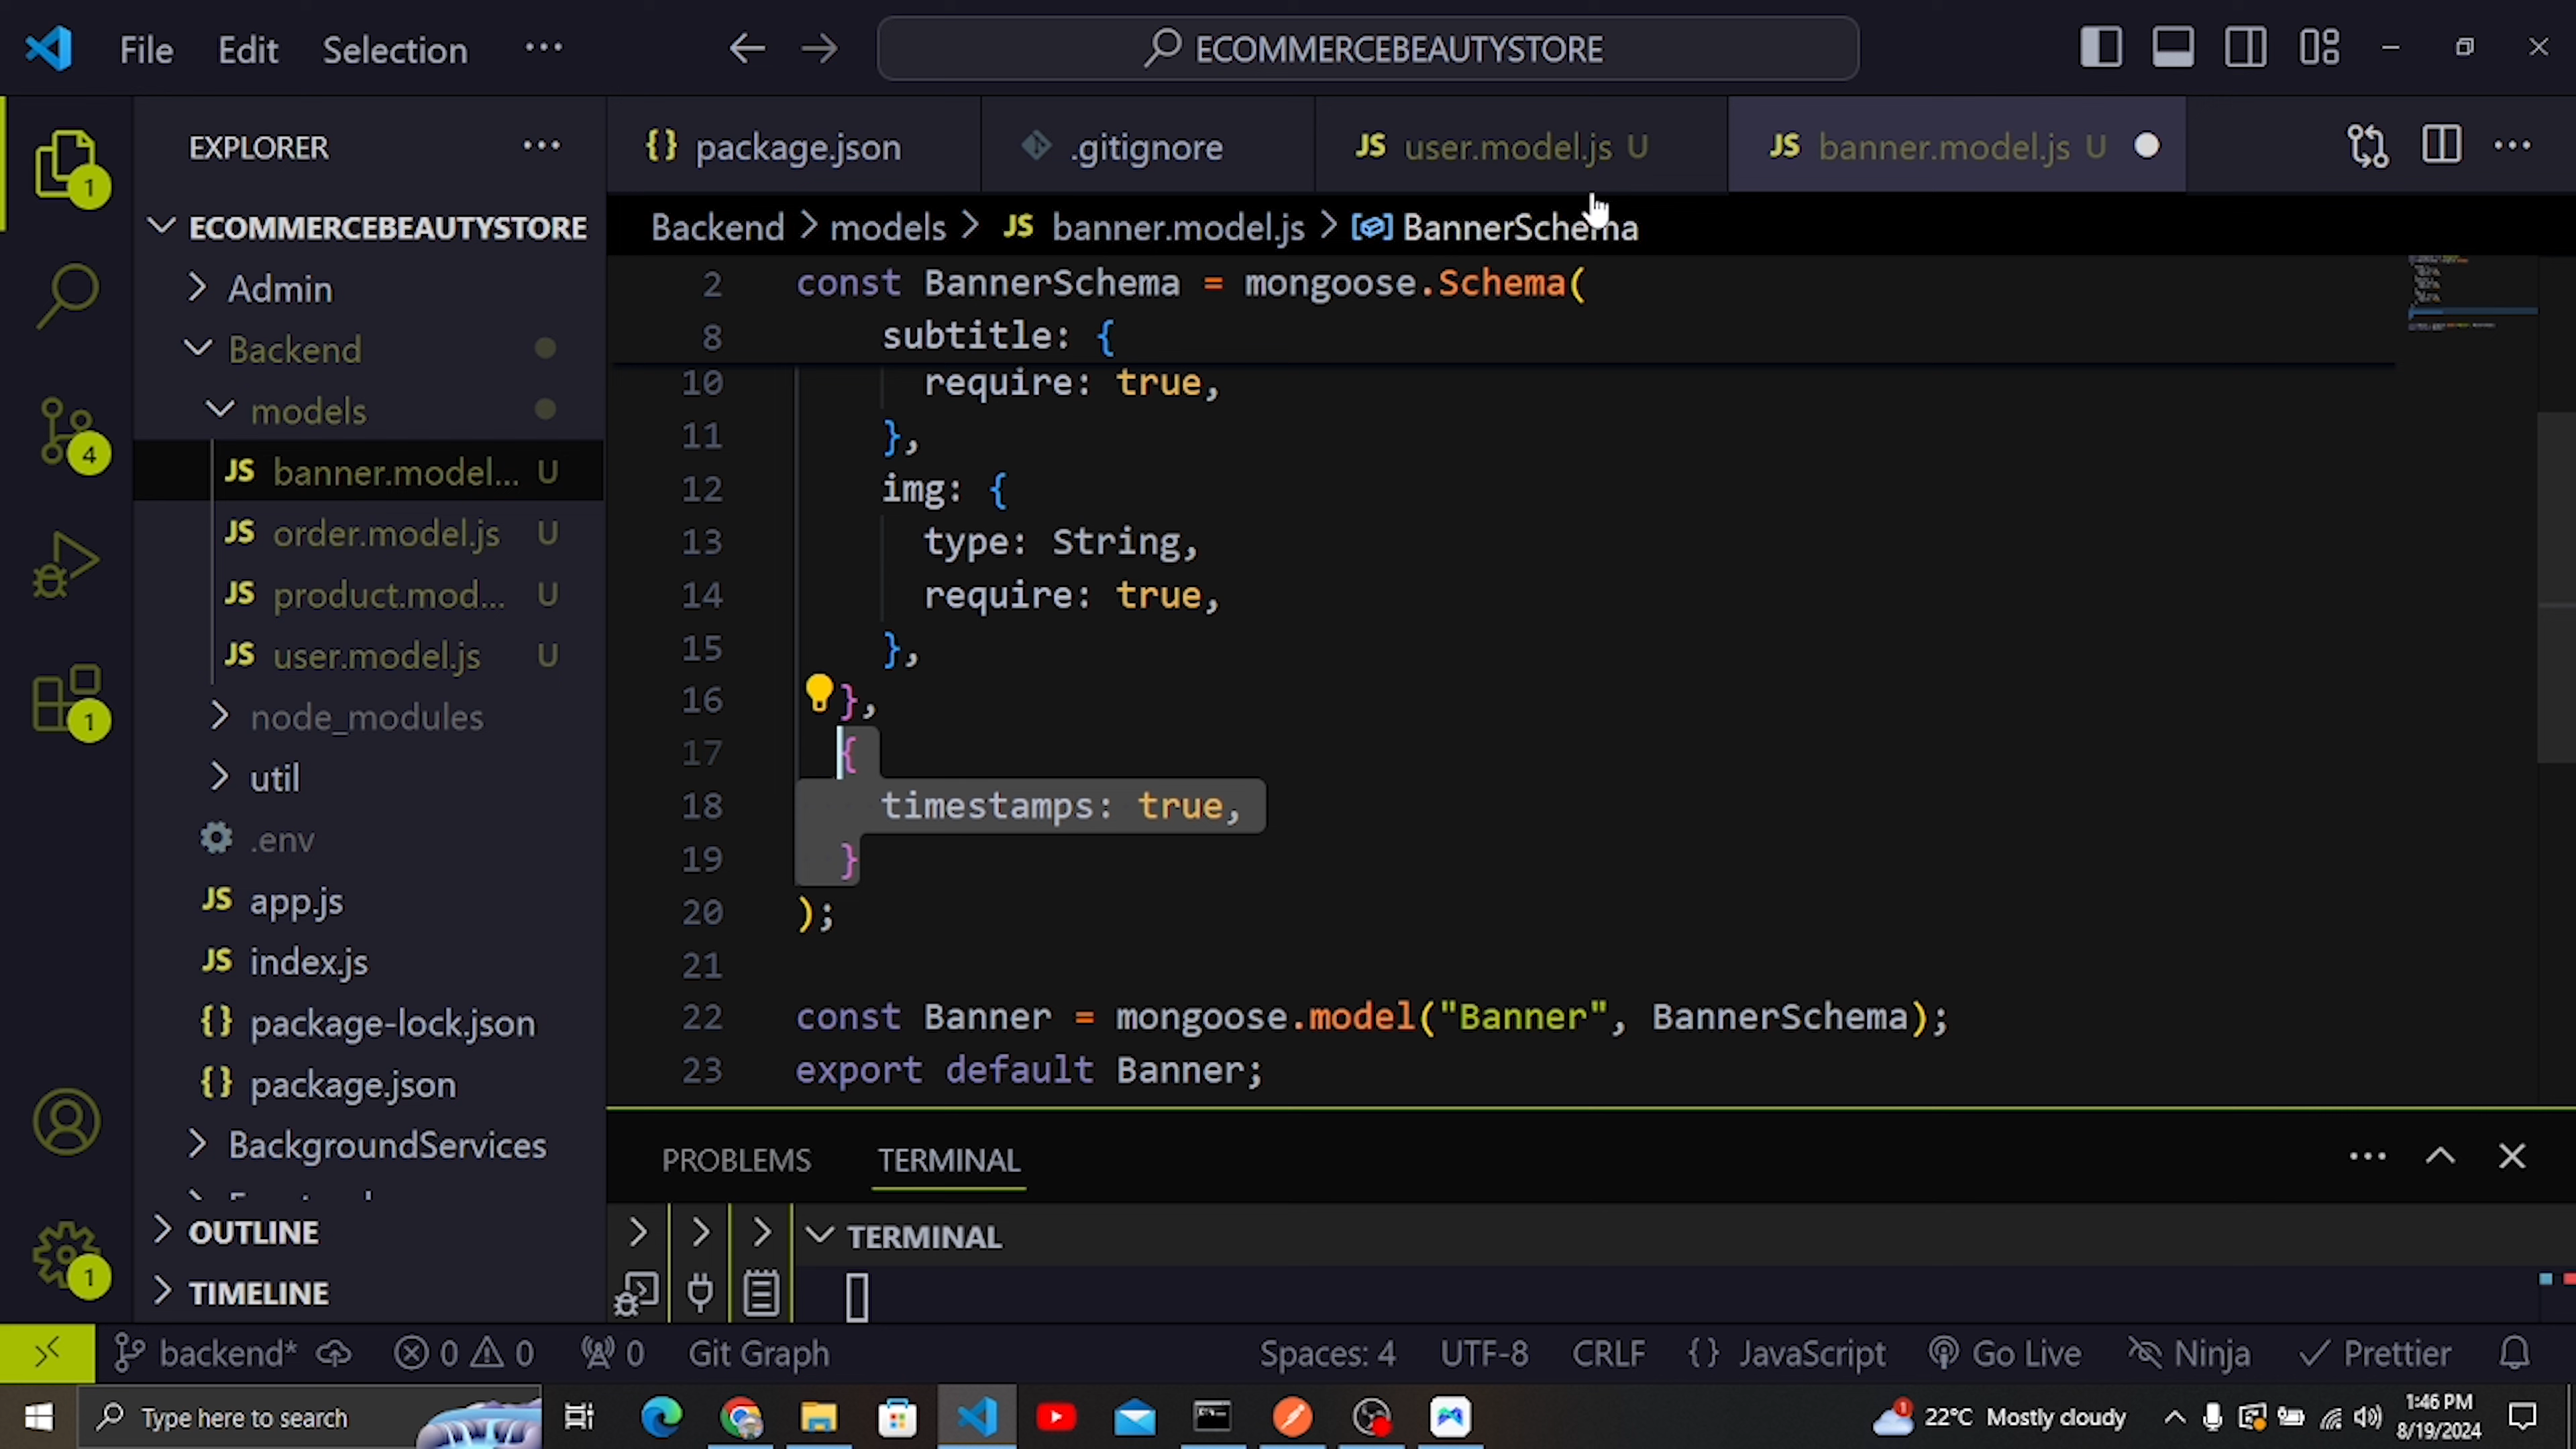 File Edit Selection ··· ECOMMERCEBEAUTYSTORE
EXPLORER ···
{} package.json .gitignore JS user.model.js U JS banner.model.js U
ECOMMERCEBEAUTYSTORE
Admin
Backend
models
JS banner.model... U
JS order.model.js U
JS product.mod... U
JS user.model.js U
node_modules
util
.env
JS app.js
JS index.js
{} package-lock.json
{} package.json
BackgroundServices
OUTLINE
TIMELINE
1
4
1
1
Backend > models > JS banner.model.js > BannerSchema
2 const BannerSchema = mongoose.Schema(
8 subtitle: {
10 require: true,
11 },
12 img: {
13 type: String,
14 require: true,
15 },
16 },
17 {
18 timestamps: true,
19 }
20 );
21
22 const Banner = mongoose.model("Banner", BannerSchema);
23 export default Banner;
PROBLEMS TERMINAL
TERMINAL
backend* 0 0 0 Git Graph Spaces: 4 UTF-8 CRLF {} JavaScript Go Live Ninja Prettier
Type here to search 1 22°C Mostly cloudy 1:46 PM
8/19/2024